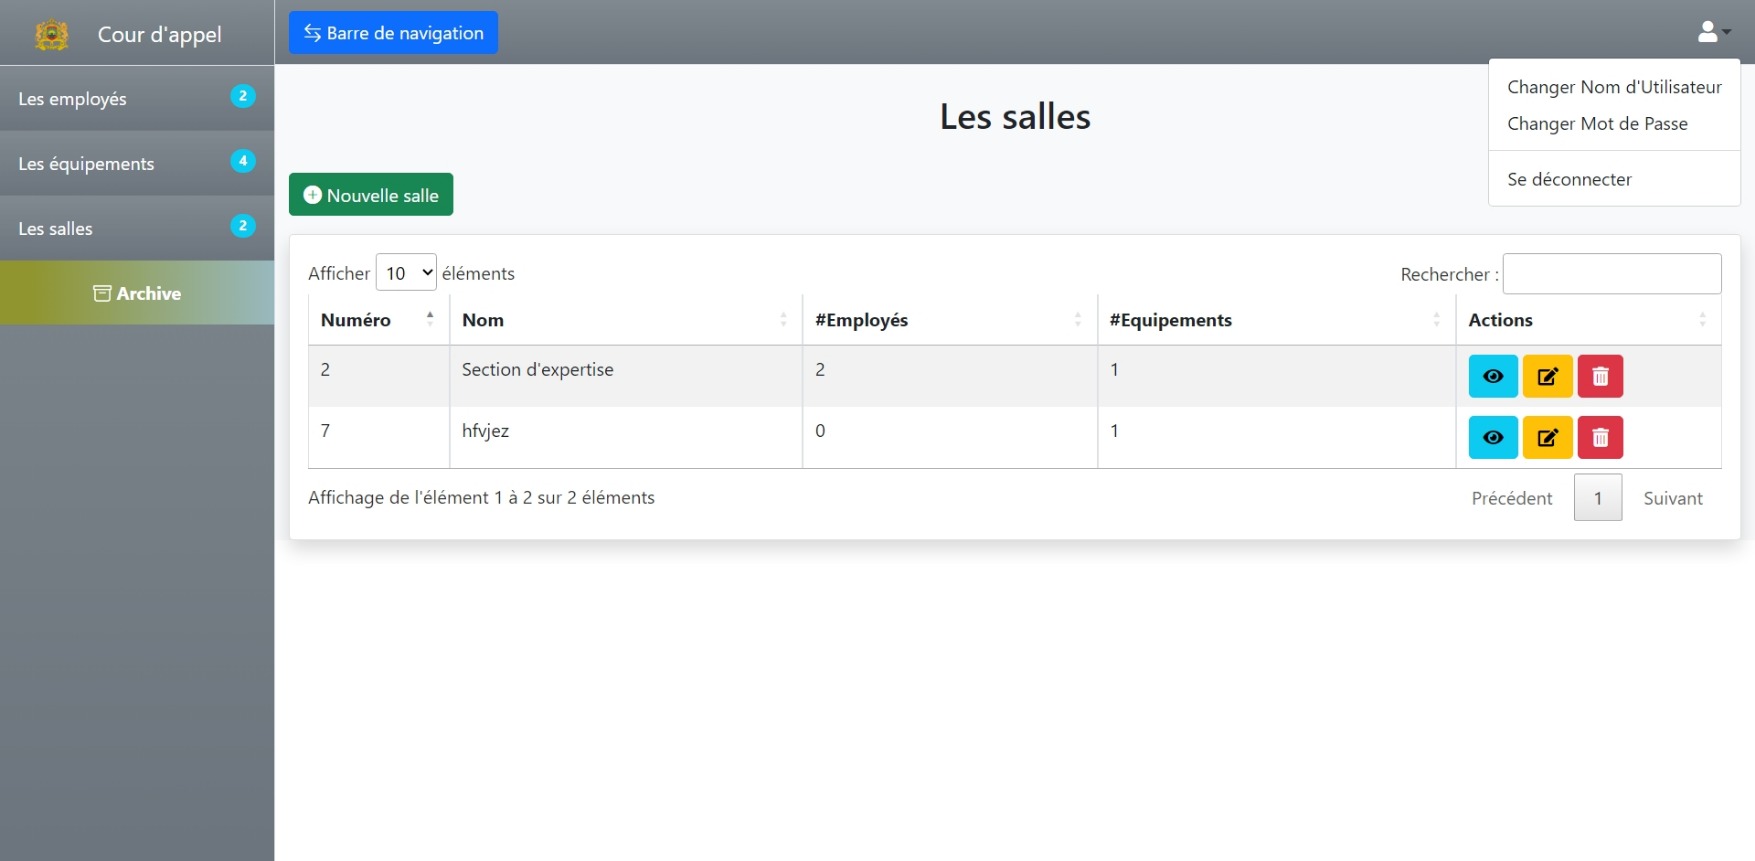 Cour d'appel
Barre de navigation
Les employés 2
Les équipements 4
Les salles 2
Archive
Changer Nom d'Utilisateur
Changer Mot de Passe
Se déconnecter
Les salles
Nouvelle salle
Afficher 10 éléments
Rechercher :
Numéro Nom #Employés #Equipements Actions
2 Section d'expertise 2 1
7 hfvjez 0 1
Affichage de l'élément 1 à 2 sur 2 éléments
Précédent 1 Suivant